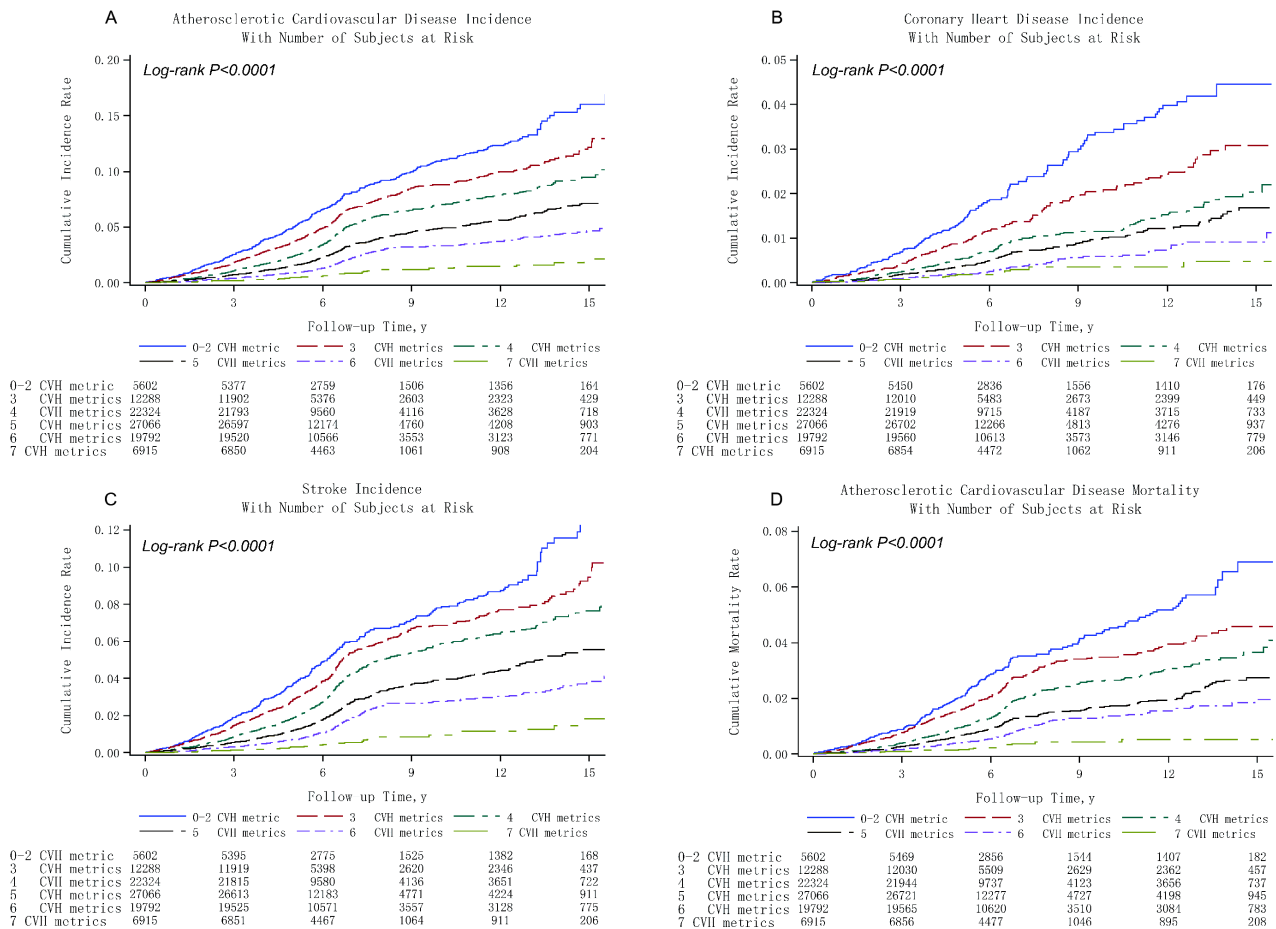 A
Atherosclerotic Cardiovascular Disease Incidence
With Number of Subjects at Risk
Log-rank P<0.0001
Cumulative Incidence Rate
0.20
0.15
0.10
0.05
0.00
0 3 6 9 12 15
Follow-up Time, y
0-2 CVH metric 3 CVH metrics 4 CVH metrics
5 CVH metrics 6 CVH metrics 7 CVH metrics
0-2 CVH metric 5602 5377 2759 1506 1356 164
3 CVH metrics 12288 11902 5376 2603 2323 429
4 CVH metrics 22324 21793 9560 4116 3628 718
5 CVH metrics 27066 26597 12174 4760 4208 903
6 CVH metrics 19792 19520 10566 3553 3123 771
7 CVH metrics 6915 6850 4463 1061 908 204
B
Coronary Heart Disease Incidence
With Number of Subjects at Risk
Log-rank P<0.0001
Cumulative Incidence Rate
0.05
0.04
0.03
0.02
0.01
0.00
0 3 6 9 12 15
Follow-up Time, y
0-2 CVH metric 3 CVH metrics 4 CVH metrics
5 CVH metrics 6 CVH metrics 7 CVH metrics
0-2 CVH metric 5602 5450 2836 1556 1410 176
3 CVH metrics 12288 12010 5483 2673 2399 449
4 CVH metrics 22324 21919 9715 4187 3715 733
5 CVH metrics 27066 26702 12266 4813 4276 937
6 CVH metrics 19792 19560 10613 3573 3146 779
7 CVH metrics 6915 6854 4472 1062 911 206
C
Stroke Incidence
With Number of Subjects at Risk
Log-rank P<0.0001
Cumulative Incidence Rate
0.12
0.10
0.08
0.06
0.04
0.02
0.00
0 3 6 9 12 15
Follow up Time, y
0-2 CVH metric 3 CVH metrics 4 CVH metrics
5 CVH metrics 6 CVH metrics 7 CVH metrics
0-2 CVH metric 5602 5395 2775 1525 1382 168
3 CVH metrics 12288 11919 5398 2620 2346 437
4 CVH metrics 22324 21815 9580 4136 3651 722
5 CVH metrics 27066 26613 12183 4771 4224 911
6 CVH metrics 19792 19525 10571 3557 3128 775
7 CVH metrics 6915 6851 4467 1064 911 206
D
Atherosclerotic Cardiovascular Disease Mortality
With Number of Subjects at Risk
Log-rank P<0.0001
Cumulative Mortality Rate
0.08
0.06
0.04
0.02
0.00
0 3 6 9 12 15
Follow-up Time, y
0-2 CVH metric 3 CVH metrics 4 CVH metrics
5 CVH metrics 6 CVH metrics 7 CVH metrics
0-2 CVH metric 5602 5469 2856 1544 1407 182
3 CVH metrics 12288 12030 5509 2629 2362 457
4 CVH metrics 22324 21944 9737 4123 3656 737
5 CVH metrics 27066 26721 12277 4727 4198 945
6 CVH metrics 19792 19565 10620 3510 3084 783
7 CVH metrics 6915 6856 4477 1046 895 208